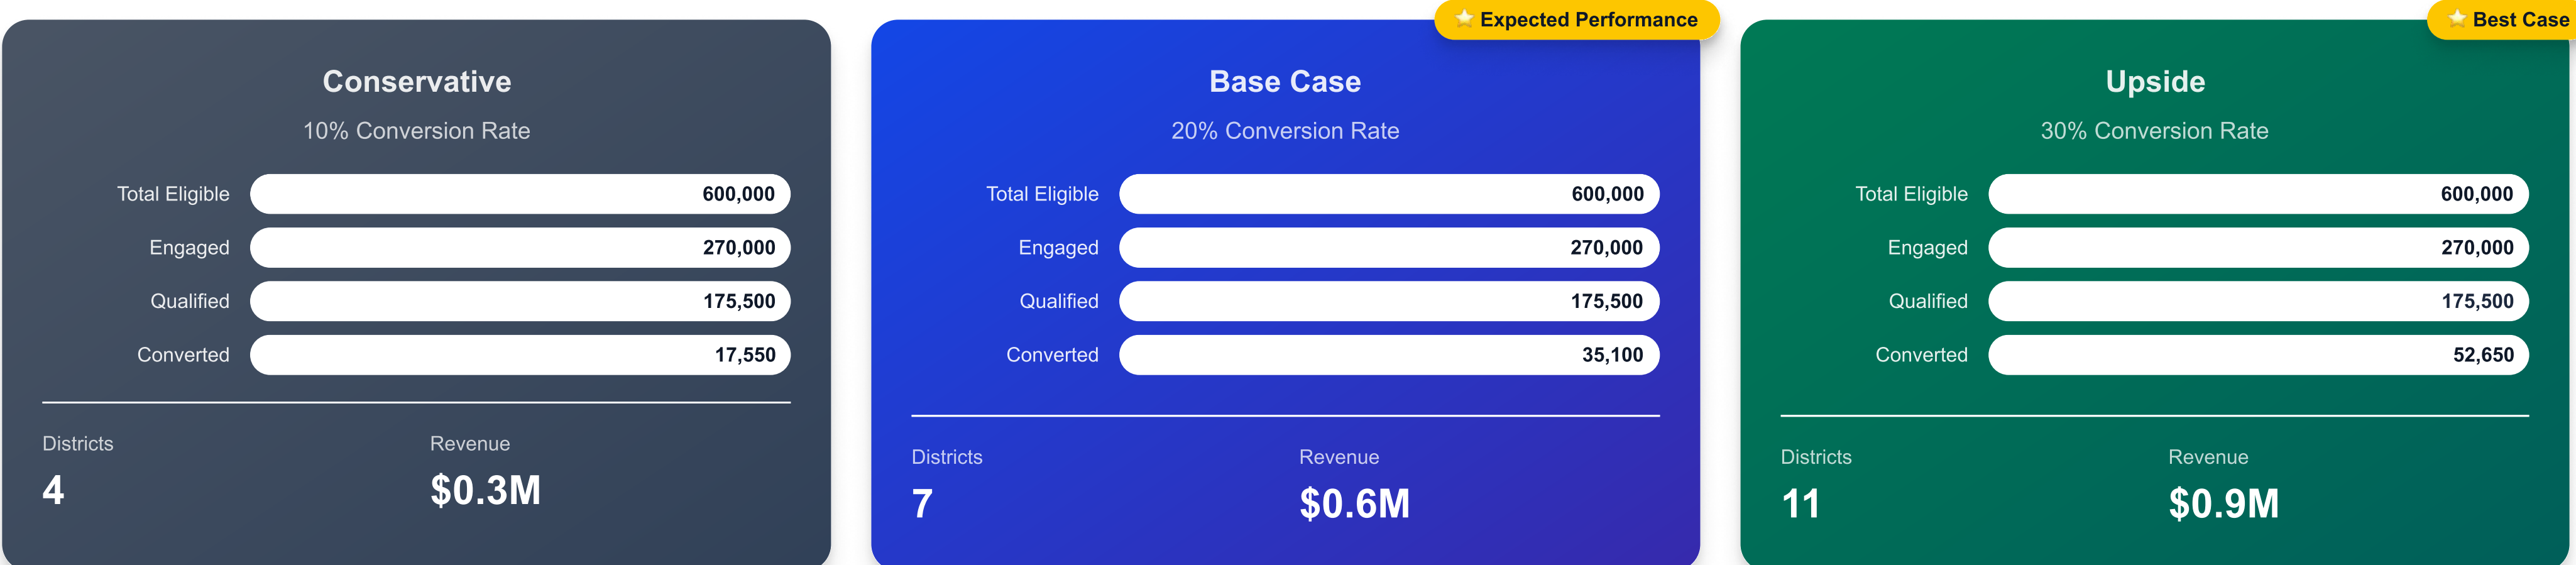 Conservative
10% Conversion Rate
Total Eligible 600,000
Engaged 270,000
Qualified 175,500
Converted 17,550
Districts Revenue
4 $0.3M
Expected Performance
Base Case
20% Conversion Rate
Total Eligible 600,000
Engaged 270,000
Qualified 175,500
Converted 35,100
Districts Revenue
7 $0.6M
Best Case
Upside
30% Conversion Rate
Total Eligible 600,000
Engaged 270,000
Qualified 175,500
Converted 52,650
Districts Revenue
11 $0.9M